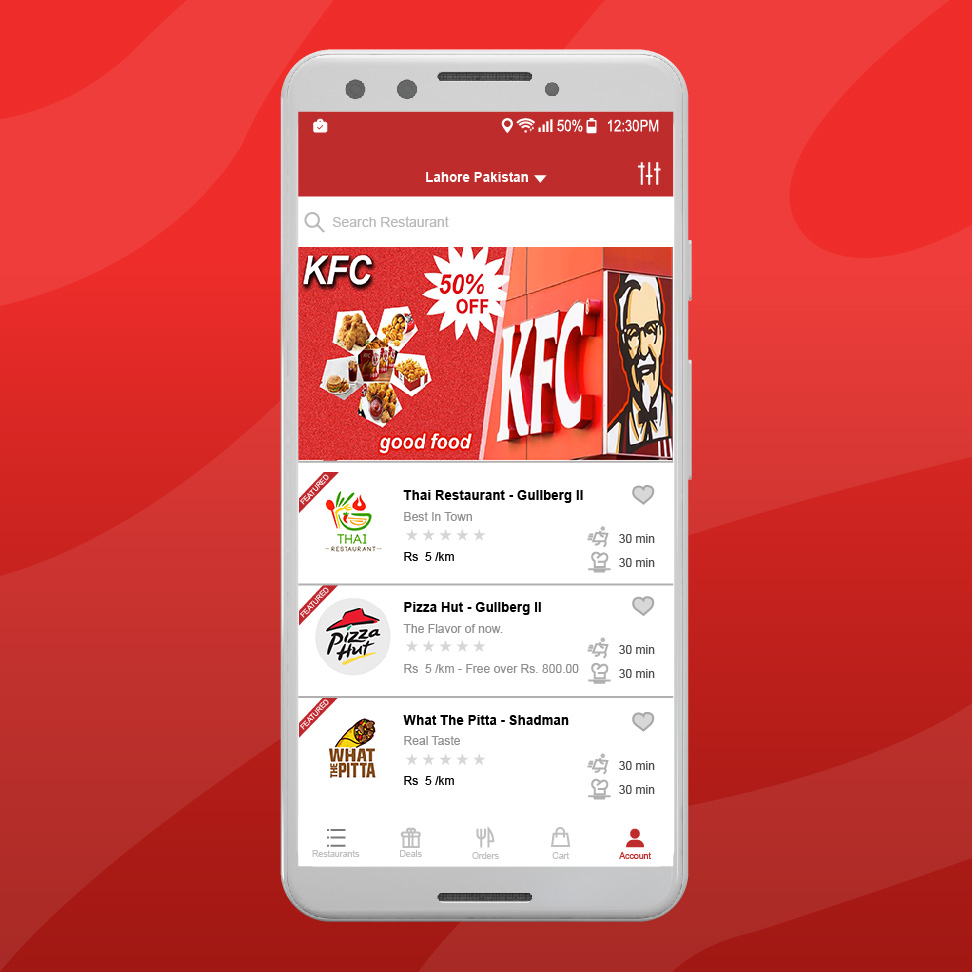 50% 12:30PM
Lahore Pakistan
Search Restaurant
KFC
50%
OFF
KFC
good food
FEATURED
THAI
RESTAURANT
Thai Restaurant - Gullberg II
Best In Town
Rs 5 /km
30 min
30 min
FEATURED
Pizza
Hut
Pizza Hut - Gullberg II
The Flavor of now.
Rs 5 /km - Free over Rs. 800.00
30 min
30 min
FEATURED
WHAT
THE PITTA
What The Pitta - Shadman
Real Taste
Rs 5 /km
30 min
30 min
Restaurants Deals Orders Cart Account